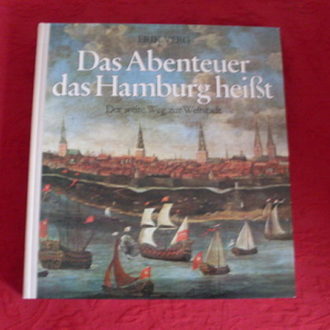 ERIK VERG
Das Abenteuer
das Hamburg heißt
Der weite Weg zur Weltstadt